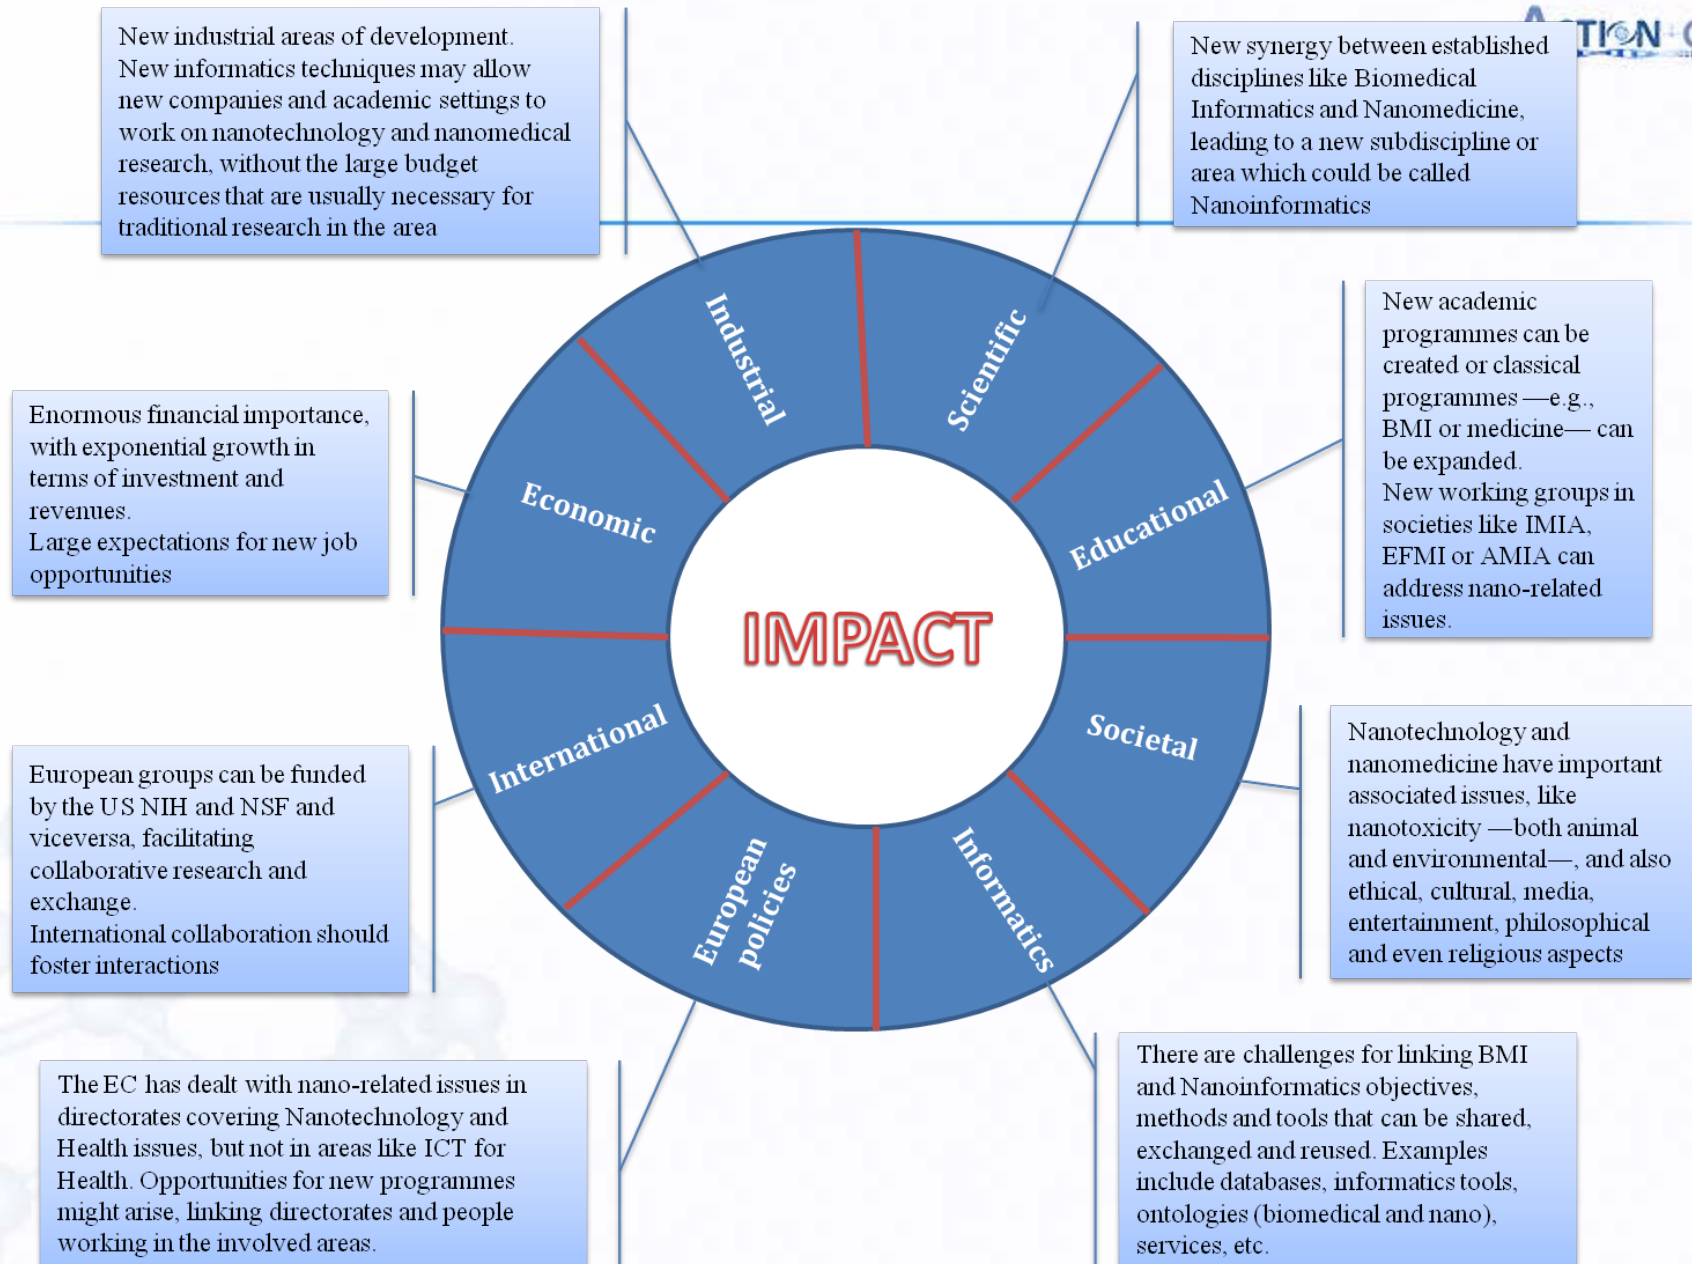 New industrial areas of development.
New informatics techniques may allow
new companies and academic settings to
work on nanotechnology and nanomedical
research, without the large budget
resources that are usually necessary for
traditional research in the area
ACTION
New synergy between established
disciplines like Biomedical
Informatics and Nanomedicine,
leading to a new subdiscipline or
area which could be called
Nanoinformatics
New academic
programmes can be
created or classical
programmes —e.g.,
BMI or medicine— can
be expanded.
New working groups in
societies like IMIA,
EFMI or AMIA can
address nano-related
issues.
Enormous financial importance,
with exponential growth in
terms of investment and
revenues.
Large expectations for new job
opportunities
Industrial
Scientific
Economic
Educational
IMPACT
International
Societal
European
policies
Informatics
European groups can be funded
by the US NIH and NSF and
viceversa, facilitating
collaborative research and
exchange.
International collaboration should
foster interactions
Nanotechnology and
nanomedicine have important
associated issues, like
nanotoxicity —both animal
and environmental—, and also
ethical, cultural, media,
entertainment, philosophical
and even religious aspects
The EC has dealt with nano-related issues in
directorates covering Nanotechnology and
Health issues, but not in areas like ICT for
Health. Opportunities for new programmes
might arise, linking directorates and people
working in the involved areas.
There are challenges for linking BMI
and Nanoinformatics objectives,
methods and tools that can be shared,
exchanged and reused. Examples
include databases, informatics tools,
ontologies (biomedical and nano),
services, etc.